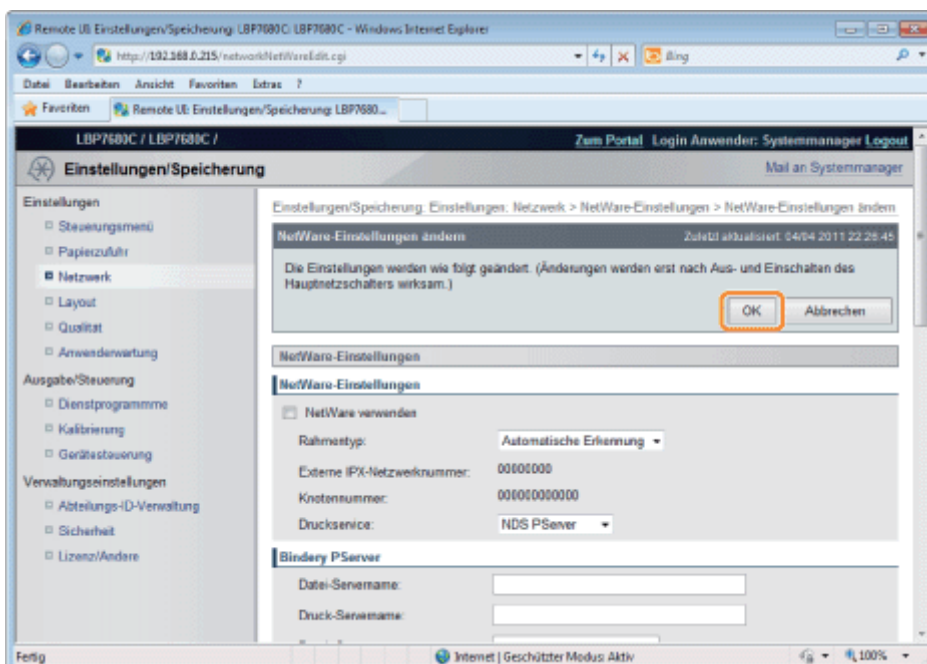 Remote UI: Einstellungen/Speicherung: LBP7680C: LBP7680C - Windows Internet Explorer
http://192.168.0.215/networkNetWareEdit.cgi
Bing
Datei Bearbeiten Ansicht Favoriten Extras ?
Favoriten
Remote UI: Einstellungen/Speicherung: LBP7680...
LBP7680C / LBP7680C /
Zum Portal Login Anwender: Systemmanager Logout
Einstellungen/Speicherung
Mail an Systemmanager
Einstellungen
Steuerungsmenü
Papierzufuhr
Netzwerk
Layout
Qualität
Anwenderwartung
Ausgabe/Steuerung
Dienstprogrammme
Kalibrierung
Gerätesteuerung
Verwaltungseinstellungen
Abteilungs-ID-Verwaltung
Sicherheit
Lizenz/Andere
Einstellungen/Speicherung: Einstellungen: Netzwerk > NetWare-Einstellungen > NetWare-Einstellungen ändern
NetWare-Einstellungen ändern
Zuletzt aktualisiert: 04/04 2011 22:26:45
Die Einstellungen werden wie folgt geändert. (Änderungen werden erst nach Aus- und Einschalten des
Hauptnetzschalters wirksam.)
OK
Abbrechen
NetWare-Einstellungen
NetWare-Einstellungen
NetWare verwenden
Rahmentyp:
Automatische Erkennung
Externe IPX-Netzwerknummer:
00000000
Knotennummer:
000000000000
Druckservice:
NDS PServer
Bindery PServer
Datei-Servername:
Druck-Servername:
Fertig
Internet | Geschützter Modus: Aktiv
100%